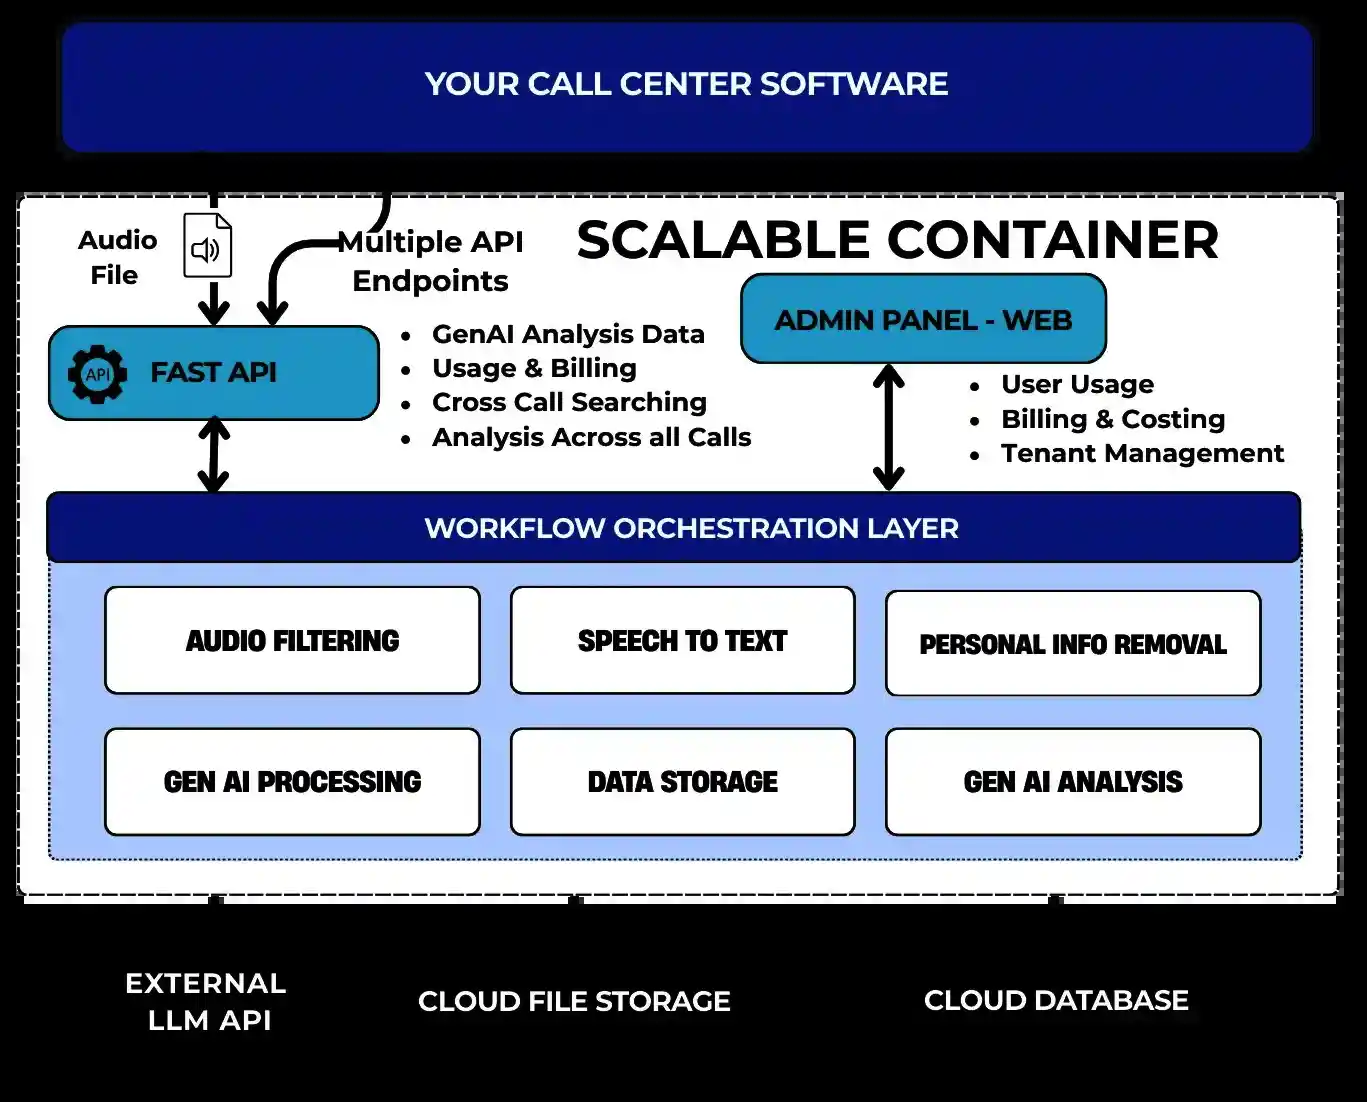 YOUR CALL CENTER SOFTWARE
SCALABLE CONTAINER
Audio
File
Multiple API
Endpoints
API
FAST API
• GenAI Analysis Data
• Usage & Billing
• Cross Call Searching
• Analysis Across all Calls
ADMIN PANEL - WEB
• User Usage
• Billing & Costing
• Tenant Management
WORKFLOW ORCHESTRATION LAYER
AUDIO FILTERING
SPEECH TO TEXT
PERSONAL INFO REMOVAL
GEN AI PROCESSING
DATA STORAGE
GEN AI ANALYSIS
EXTERNAL
LLM API
CLOUD FILE STORAGE
CLOUD DATABASE